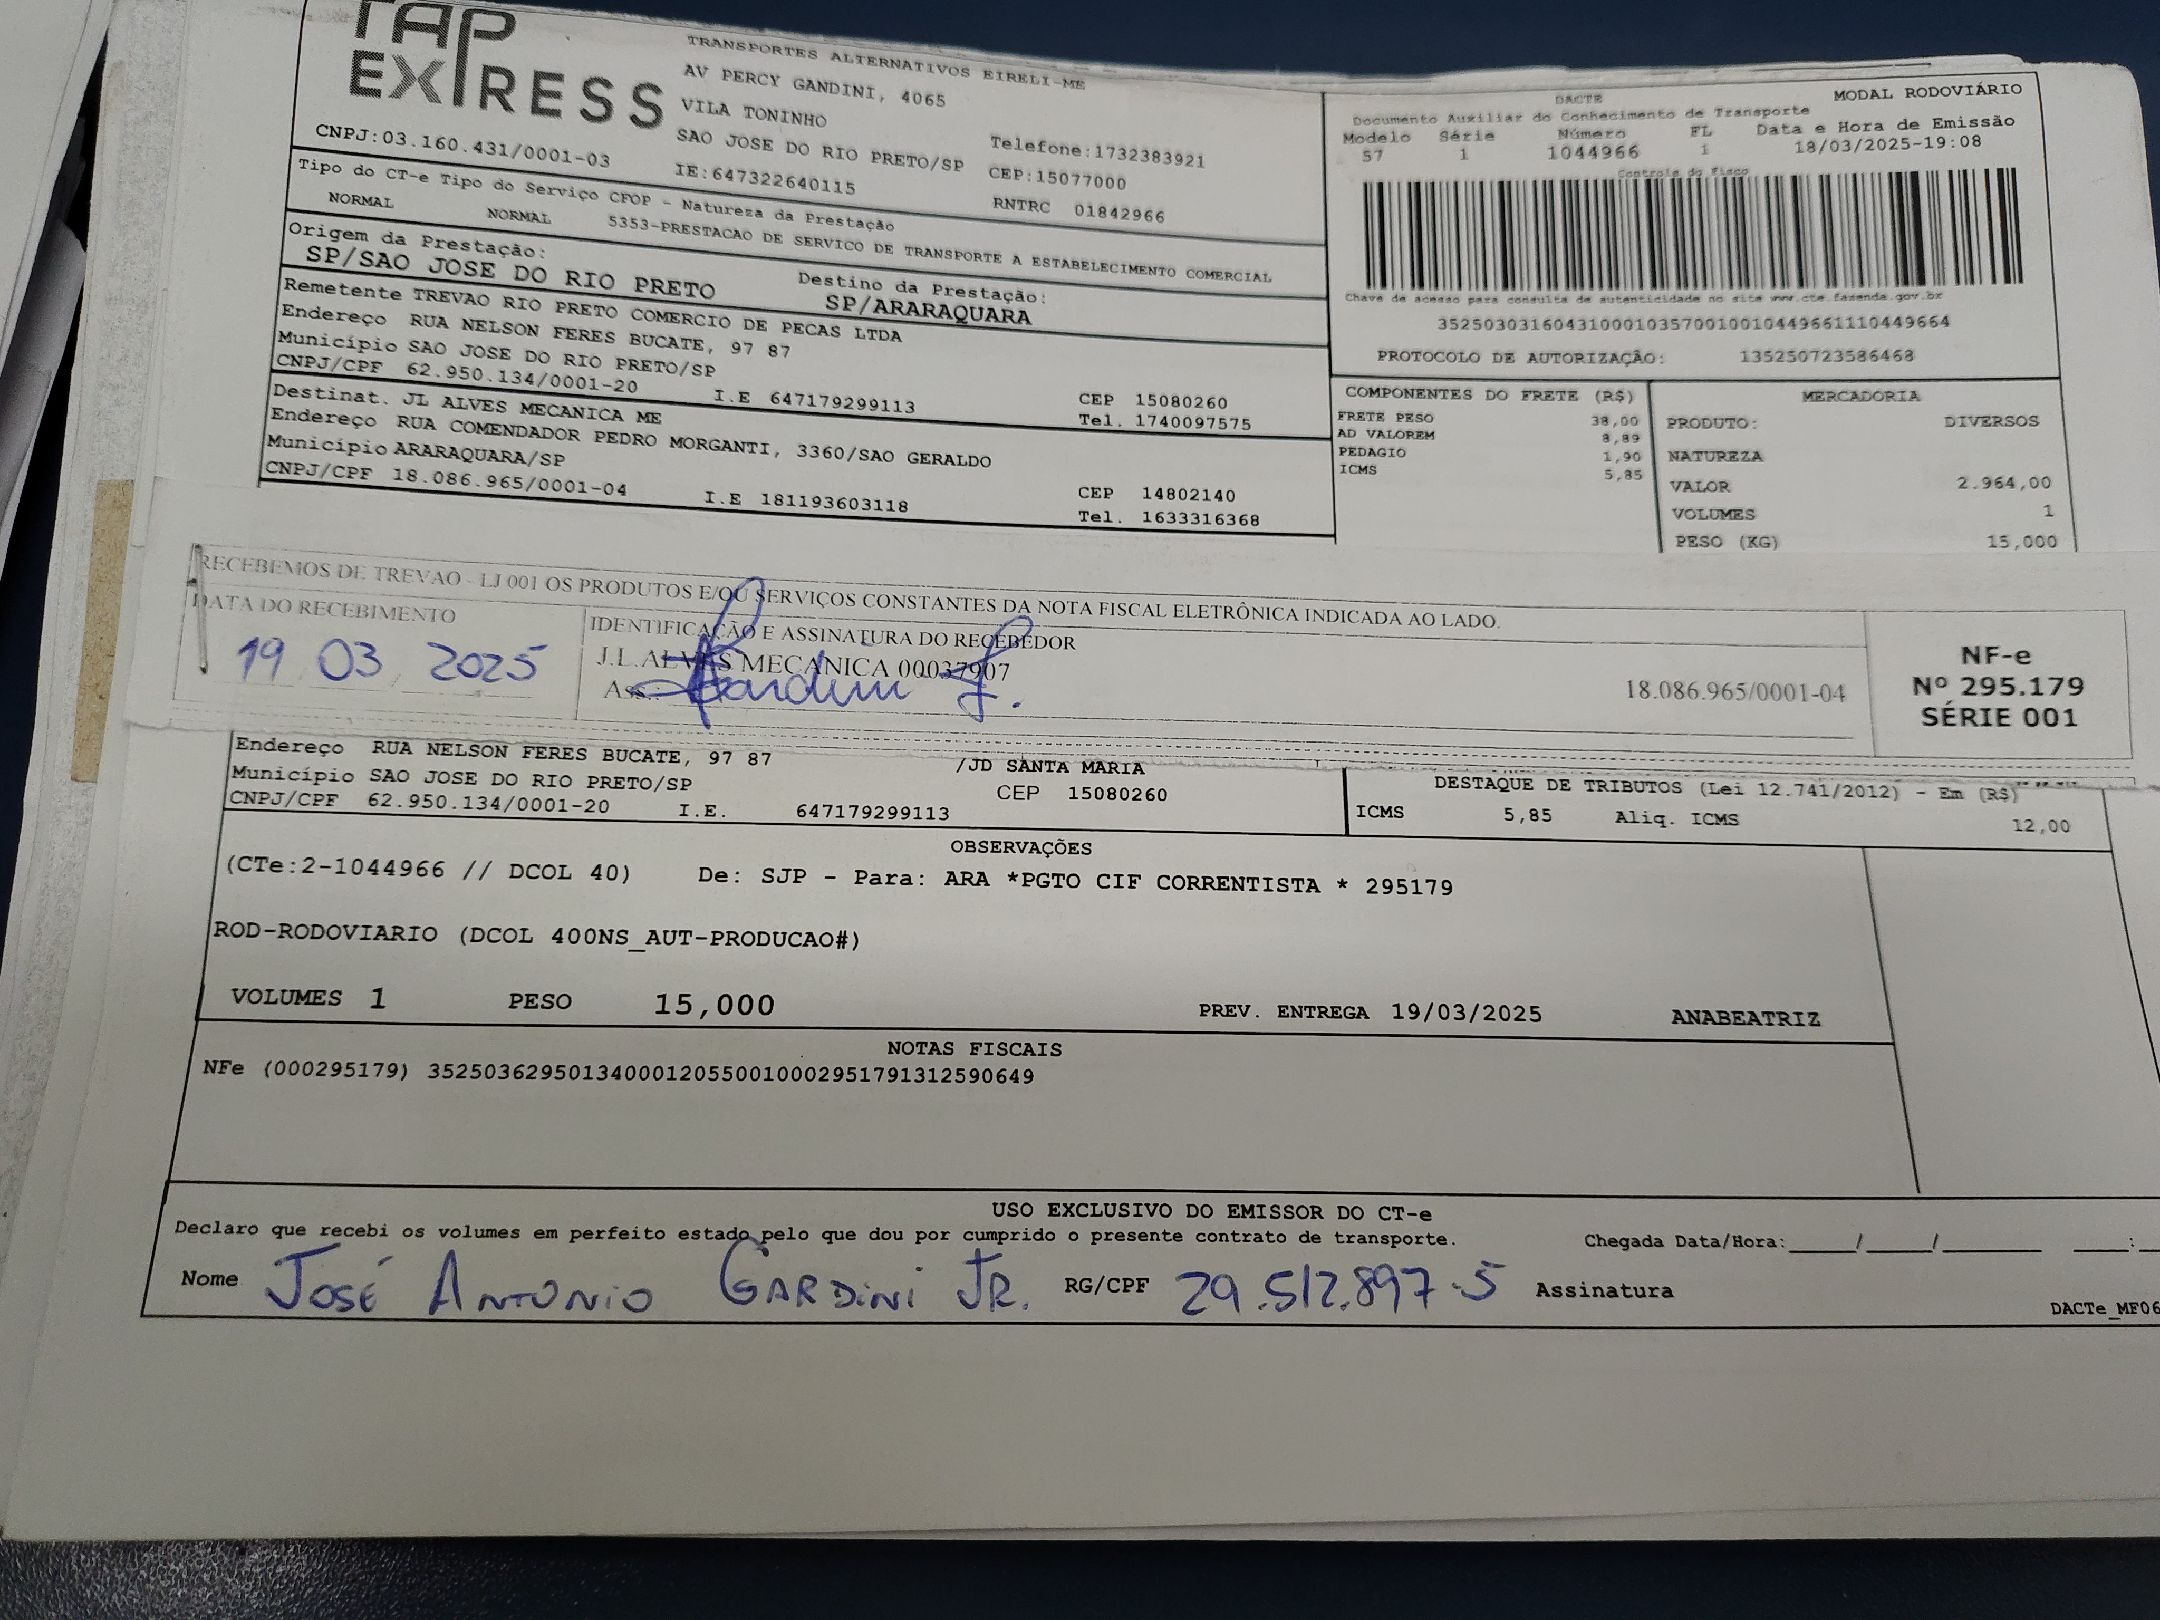 TAP
EXPRESS
CNPJ:03.160.431/0001-03
TRANSPORTES ALTERNATIVOS EIRELI-ME
AV PERCY GANDINI, 4065
VILA TONINHO
SAO JOSE DO RIO PRETO/SP
IE:647322640115
Telefone:1732383921
CEP:15077000
RNTRC 01842966
DACTE
MODAL RODOVIÁRIO
Documento Auxiliar do Conhecimento de Transporte
Modelo Série Número FL Data e Hora de Emissão
57 1 1044966 1 18/03/2025-19:08
Controle do Fisco
Chave de acesso para consulta de autenticidade no site www.cte.fazenda.gov.br
35250303160431000103570010010449661110449664
PROTOCOLO DE AUTORIZAÇÃO: 135250723586468
Tipo do CT-e Tipo do Serviço CFOP - Natureza da Prestação
NORMAL NORMAL 5353-PRESTACAO DE SERVICO DE TRANSPORTE A ESTABELECIMENTO COMERCIAL
Origem da Prestação: Destino da Prestação:
SP/SAO JOSE DO RIO PRETO SP/ARARAQUARA
Remetente TREVAO RIO PRETO COMERCIO DE PECAS LTDA
Endereço RUA NELSON FERES BUCATE, 97 87
Município SAO JOSE DO RIO PRETO/SP CEP 15080260
CNPJ/CPF 62.950.134/0001-20 I.E 647179299113 Tel. 1740097575
Destinat. JL ALVES MECANICA ME
Endereço RUA COMENDADOR PEDRO MORGANTI, 3360/SAO GERALDO
Município ARARAQUARA/SP CEP 14802140
CNPJ/CPF 18.086.965/0001-04 I.E 181193603118 Tel. 1633316368
COMPONENTES DO FRETE (R$)
FRETE PESO 38,00
AD VALOREM 8,89
PEDAGIO 1,90
ICMS 5,85
MERCADORIA
PRODUTO: DIVERSOS
NATUREZA
VALOR 2.964,00
VOLUMES 1
PESO (KG) 15,000
RECEBEMOS DE TREVAO - LJ 001 OS PRODUTOS E/OU SERVIÇOS CONSTANTES DA NOTA FISCAL ELETRÔNICA INDICADA AO LADO.
DATA DO RECEBIMENTO
19 03 2025
IDENTIFICAÇÃO E ASSINATURA DO RECEBEDOR
J.L.ALVES MECANICA 00037907
Ass.: Gardini Jr.
18.086.965/0001-04
NF-e
Nº 295.179
SÉRIE 001
Endereço RUA NELSON FERES BUCATE, 97 87 /JD SANTA MARIA
Município SAO JOSE DO RIO PRETO/SP CEP 15080260
CNPJ/CPF 62.950.134/0001-20 I.E. 647179299113
DESTAQUE DE TRIBUTOS (Lei 12.741/2012) - Em (R$)
ICMS 5,85 Aliq. ICMS 12,00
OBSERVAÇÕES
(CTe:2-1044966 // DCOL 40) De: SJP - Para: ARA *PGTO CIF CORRENTISTA * 295179
ROD-RODOVIARIO (DCOL 400NS_AUT-PRODUCAO#)
VOLUMES 1 PESO 15,000 PREV. ENTREGA 19/03/2025 ANABEATRIZ
NOTAS FISCAIS
NFe (000295179) 35250362950134000120550010002951791312590649
USO EXCLUSIVO DO EMISSOR DO CT-e
Declaro que recebi os volumes em perfeito estado pelo que dou por cumprido o presente contrato de transporte. Chegada Data/Hora:____/____/______ ____:
Nome JOSÉ ANTONIO GARDINI JR. RG/CPF 29.512.897-5 Assinatura
DACTe_MF06